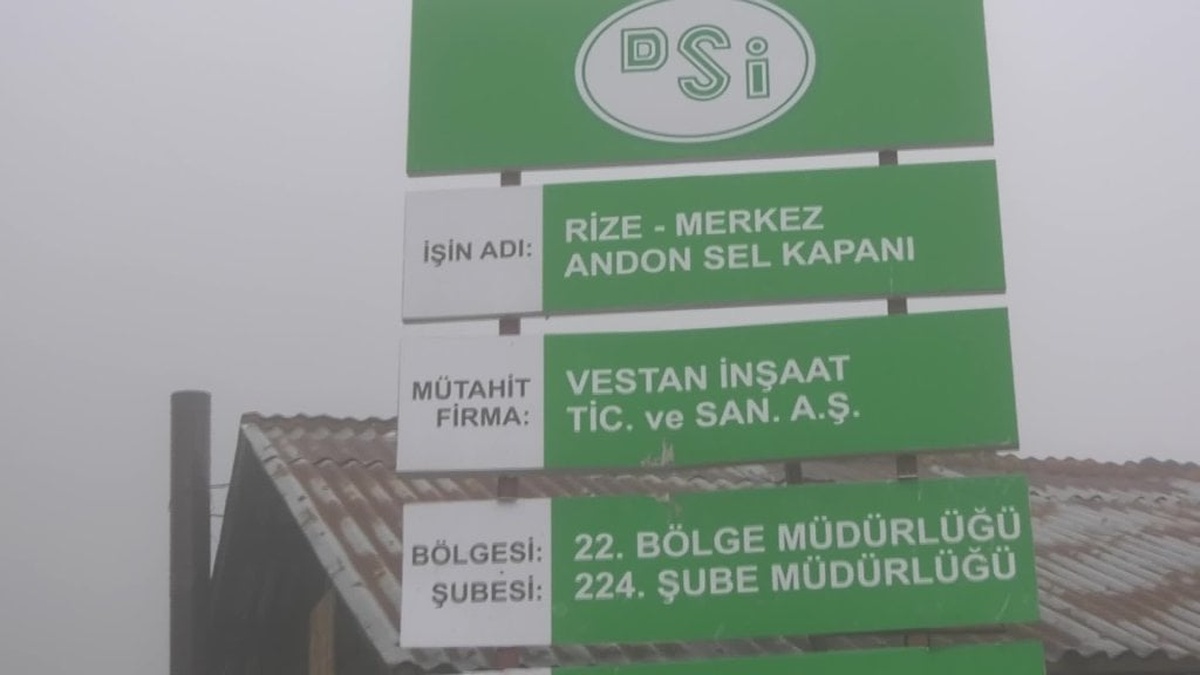 DSİ
İŞİN ADI: RİZE - MERKEZ
ANDON SEL KAPANI
MÜTAHİT FİRMA: VESTAN İNŞAAT
TİC. ve SAN. A.Ş.
BÖLGESİ: 22. BÖLGE MÜDÜRLÜĞÜ
ŞUBESİ: 224. ŞUBE MÜDÜRLÜĞÜ